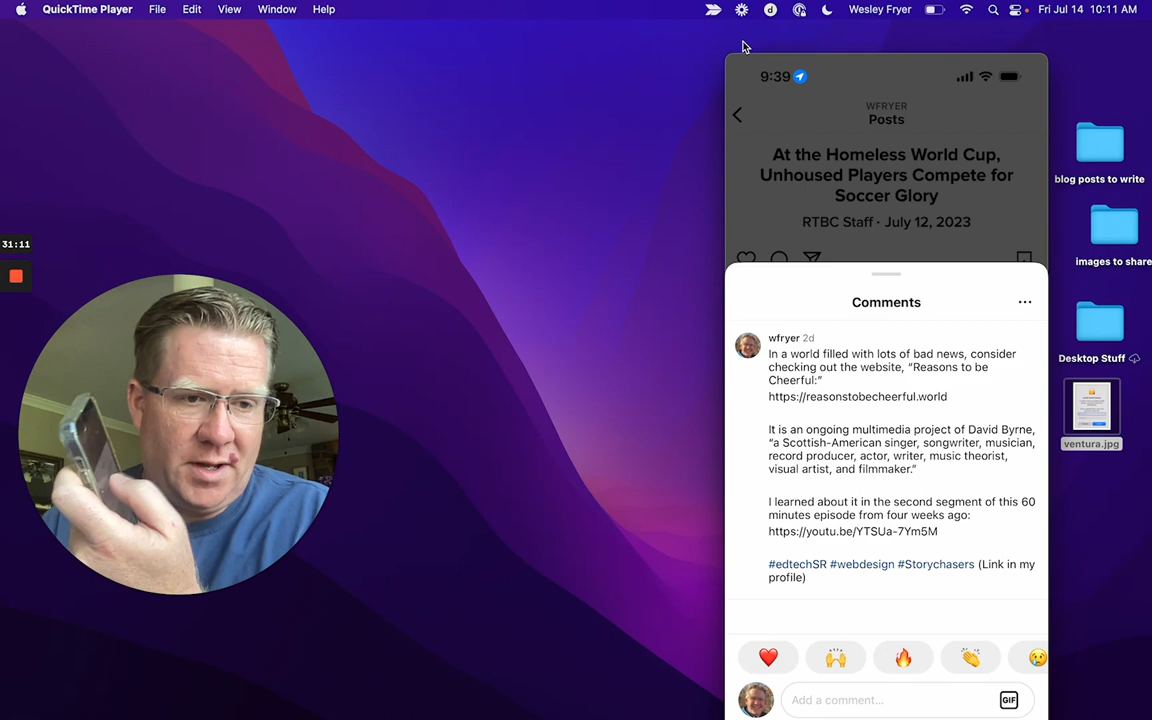 QuickTime Player File Edit View Window Help
d Wesley Fryer Fri Jul 14 10:11 AM
9:39
WFRYER
Posts
At the Homeless World Cup,
Unhoused Players Compete for
Soccer Glory
RTBC Staff · July 12, 2023
blog posts to write
images to share
Desktop Stuff
ventura.jpg
31:11
Comments
wfryer 2d
In a world filled with lots of bad news, consider
checking out the website, “Reasons to be
Cheerful:”
https://reasonstobecheerful.world
It is an ongoing multimedia project of David Byrne,
“a Scottish-American singer, songwriter, musician,
record producer, actor, writer, music theorist,
visual artist, and filmmaker.”
I learned about it in the second segment of this 60
minutes episode from four weeks ago:
https://youtu.be/YTSUa-7Ym5M
#edtechSR #webdesign #Storychasers (Link in my
profile)
Add a comment... GIF